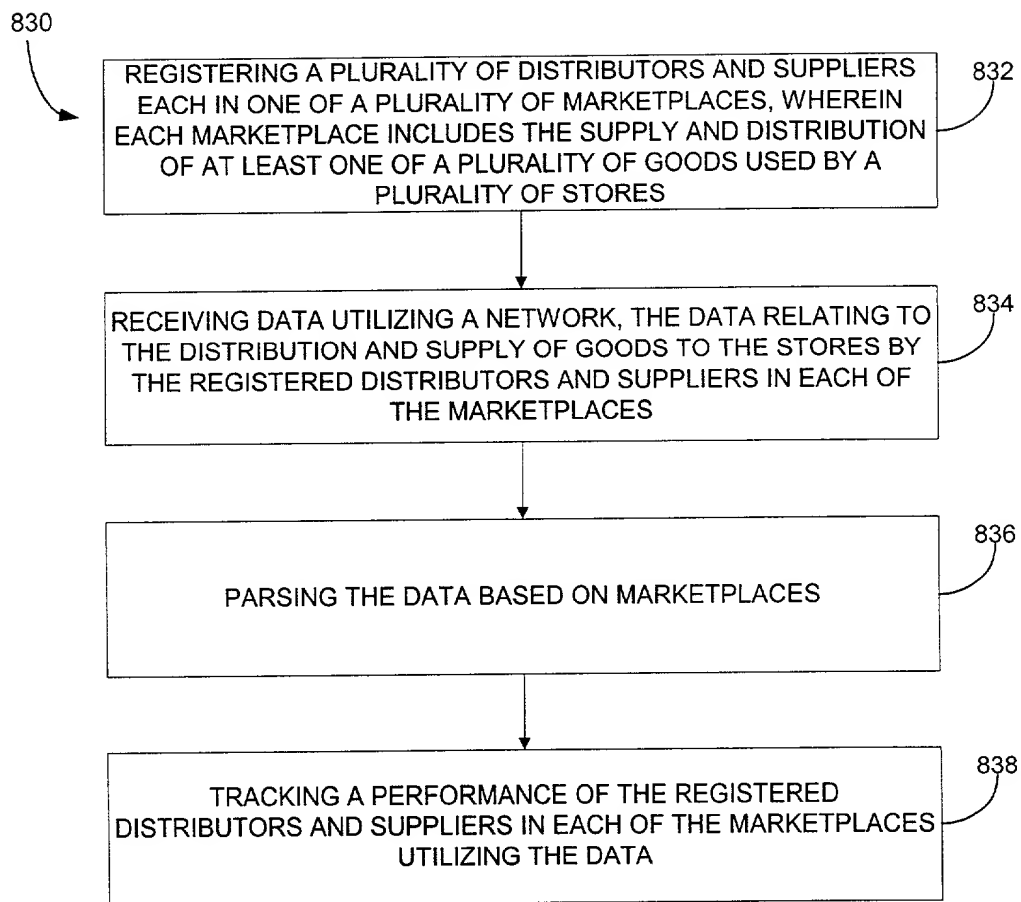 830
REGISTERING A PLURALITY OF DISTRIBUTORS AND SUPPLIERS
EACH IN ONE OF A PLURALITY OF MARKETPLACES, WHEREIN
EACH MARKETPLACE INCLUDES THE SUPPLY AND DISTRIBUTION
OF AT LEAST ONE OF A PLURALITY OF GOODS USED BY A
PLURALITY OF STORES
832
RECEIVING DATA UTILIZING A NETWORK, THE DATA RELATING TO
THE DISTRIBUTION AND SUPPLY OF GOODS TO THE STORES BY
THE REGISTERED DISTRIBUTORS AND SUPPLIERS IN EACH OF
THE MARKETPLACES
834
PARSING THE DATA BASED ON MARKETPLACES
836
TRACKING A PERFORMANCE OF THE REGISTERED
DISTRIBUTORS AND SUPPLIERS IN EACH OF THE MARKETPLACES
UTILIZING THE DATA
838